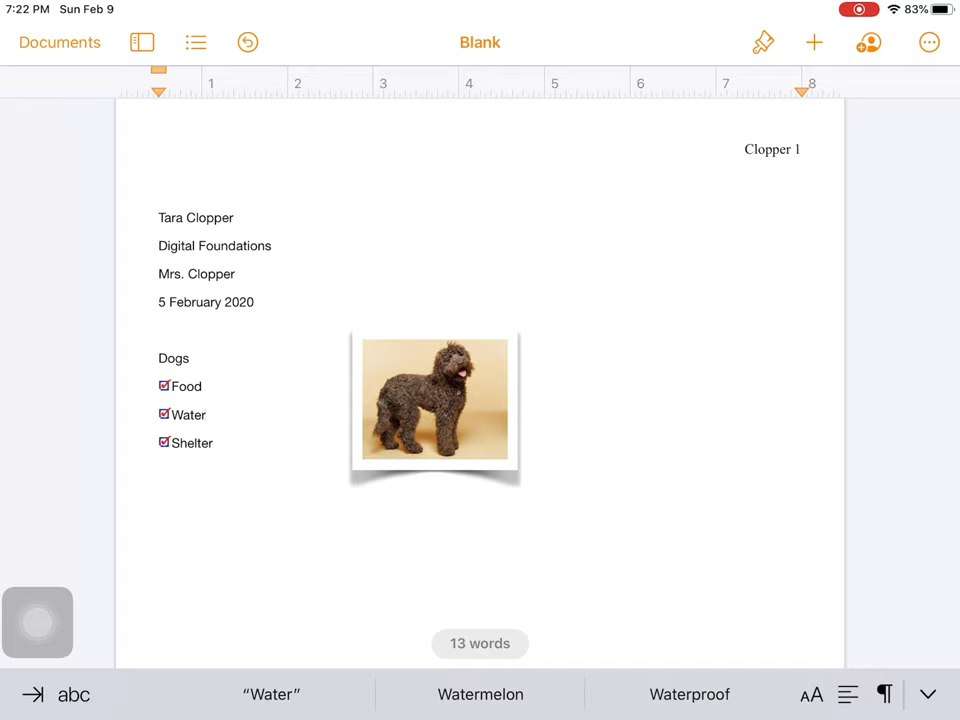 7:22 PM Sun Feb 9
83%
Documents
Blank
1 2 3 4 5 6 7 8
Clopper 1
Tara Clopper
Digital Foundations
Mrs. Clopper
5 February 2020
Dogs
Food
Water
Shelter
13 words
abc
“Water”
Watermelon
Waterproof
AA
¶